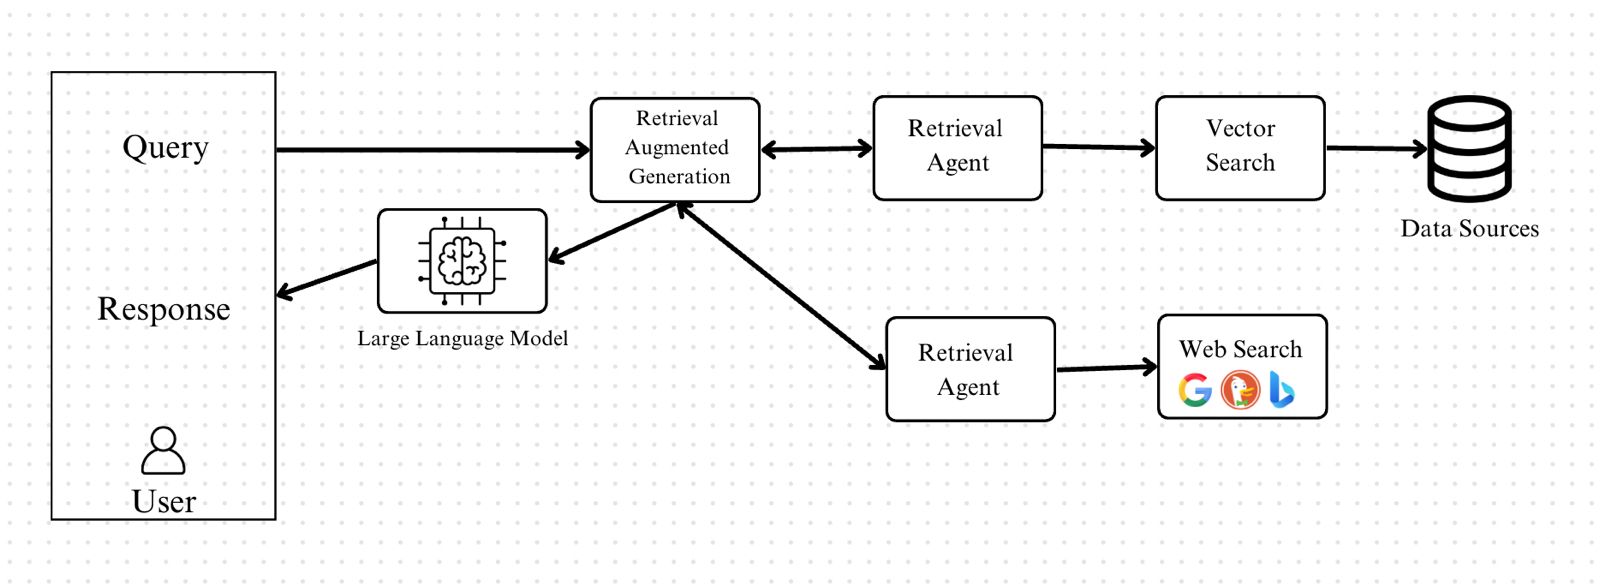 Query
Response
User
Large Language Model
Retrieval
Augmented
Generation
Retrieval
Agent
Vector
Search
Data Sources
Retrieval
Agent
Web Search